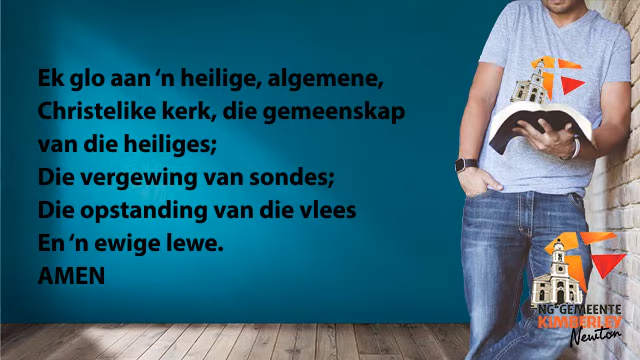 Ek glo aan ‘n heilige, algemene,
Christelike kerk, die gemeenskap
van die heiliges;
Die vergewing van sondes;
Die opstanding van die vlees
En ‘n ewige lewe.
AMEN
NG GEMEENTE
KIMBERLEY
Newton